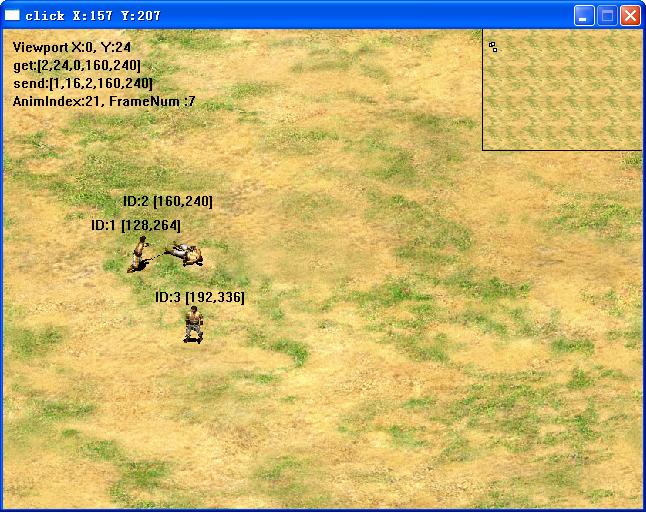 click X:157 Y:207
Viewport X:0, Y:24
get:[2,24,0,160,240]
send:[1,16,2,160,240]
AnimIndex:21, FrameNum :7
ID:2 [160,240]
ID:1 [128,264]
ID:3 [192,336]